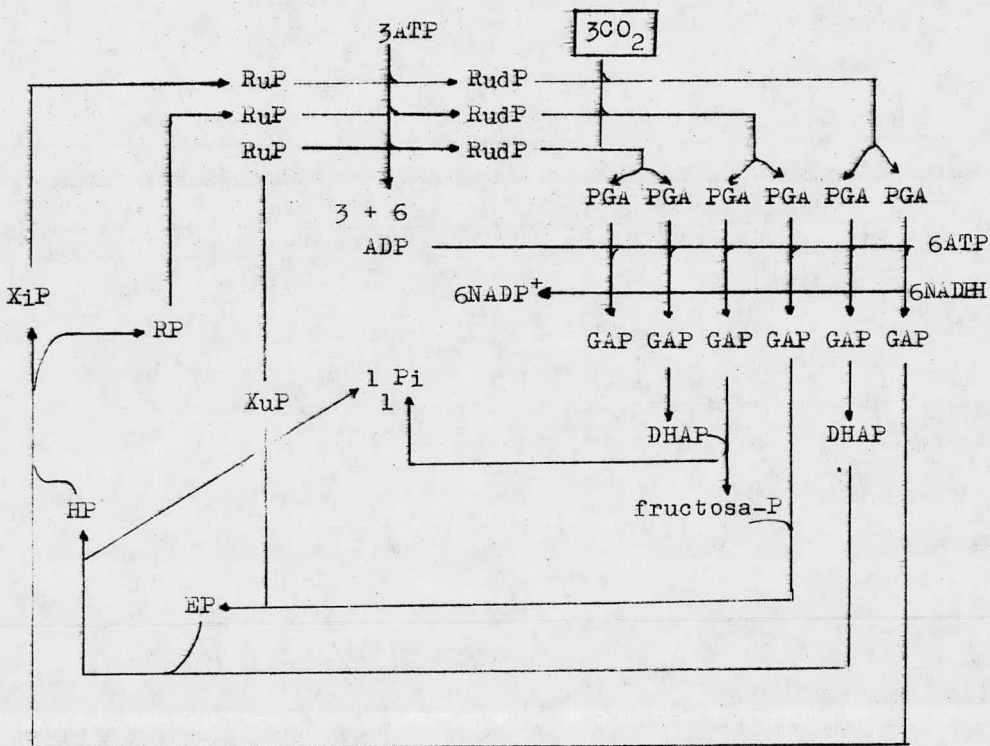 3ATP
3CO2
RuP RudP
RuP RudP
RuP RudP
PGA PGA PGA PGA PGA PGA
3 + 6
ADP 6ATP
XiP 6NADP+ 6NADHH
RP GAP GAP GAP GAP GAP GAP
1 Pi
XuP 1
DHAP DHAP
HP fructosa-P
EP